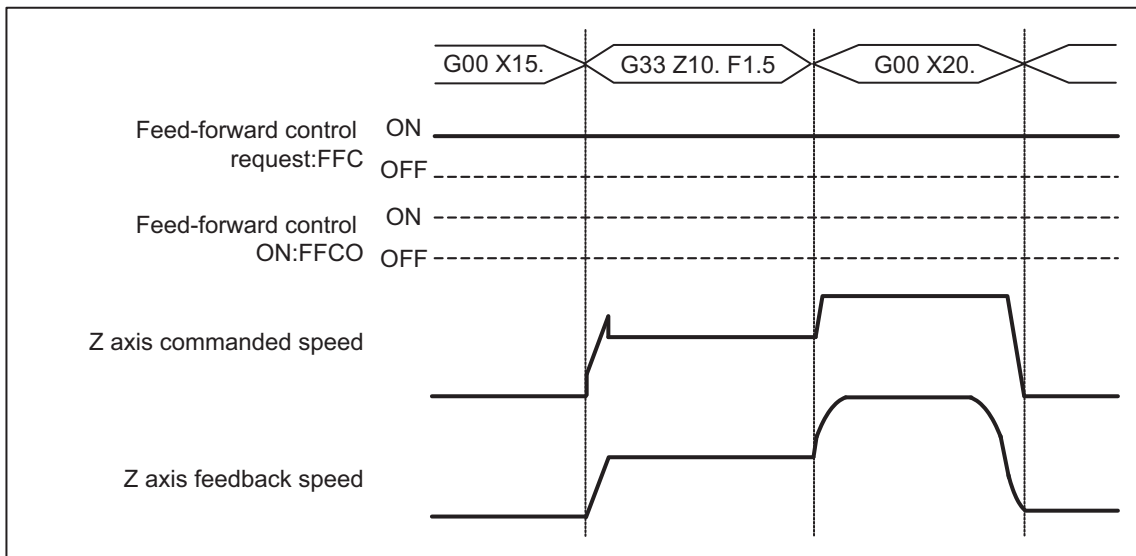 G00 X15. G33 Z10. F1.5 G00 X20.
Feed-forward control ON
request:FFC
OFF
Feed-forward control ON
ON:FFCO OFF
Z axis commanded speed
Z axis feedback speed